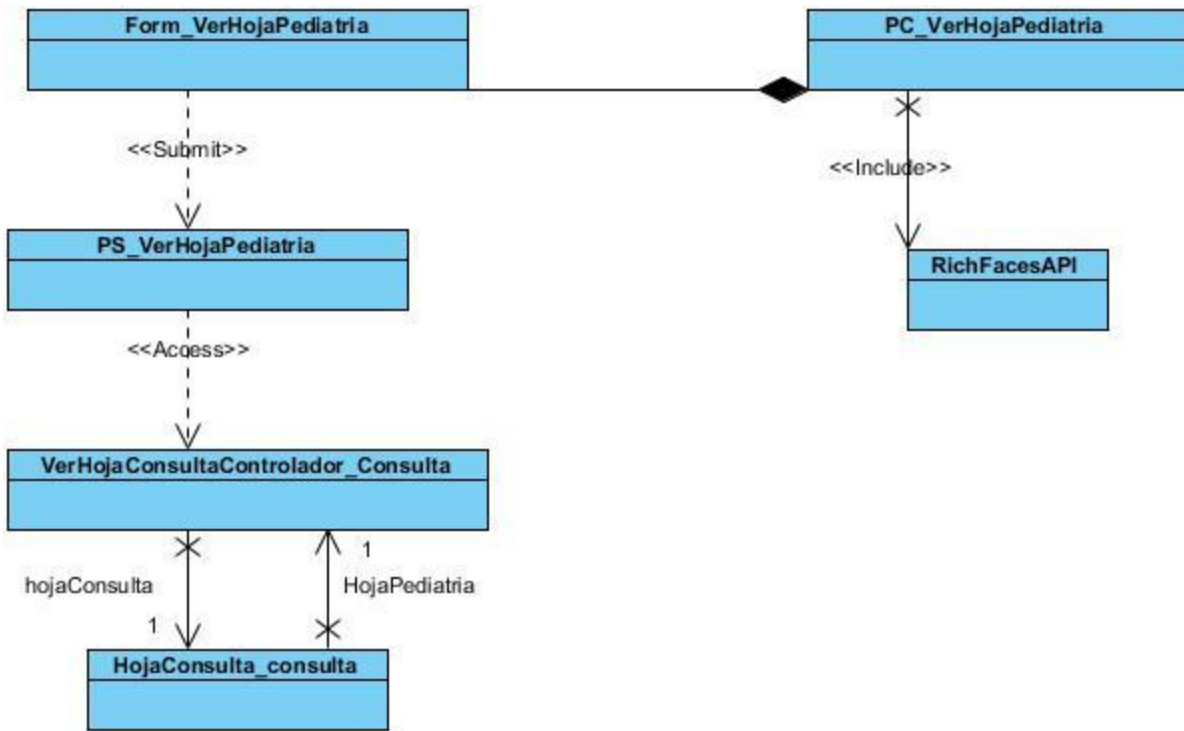 Form_VerHojaPediatria
PC_VerHojaPediatria
<<Submit>>
<<Include>>
PS_VerHojaPediatria
RichFacesAPI
<<Access>>
VerHojaConsultaControlador_Consulta
1
hojaConsulta
HojaPediatria
1
HojaConsulta_consulta